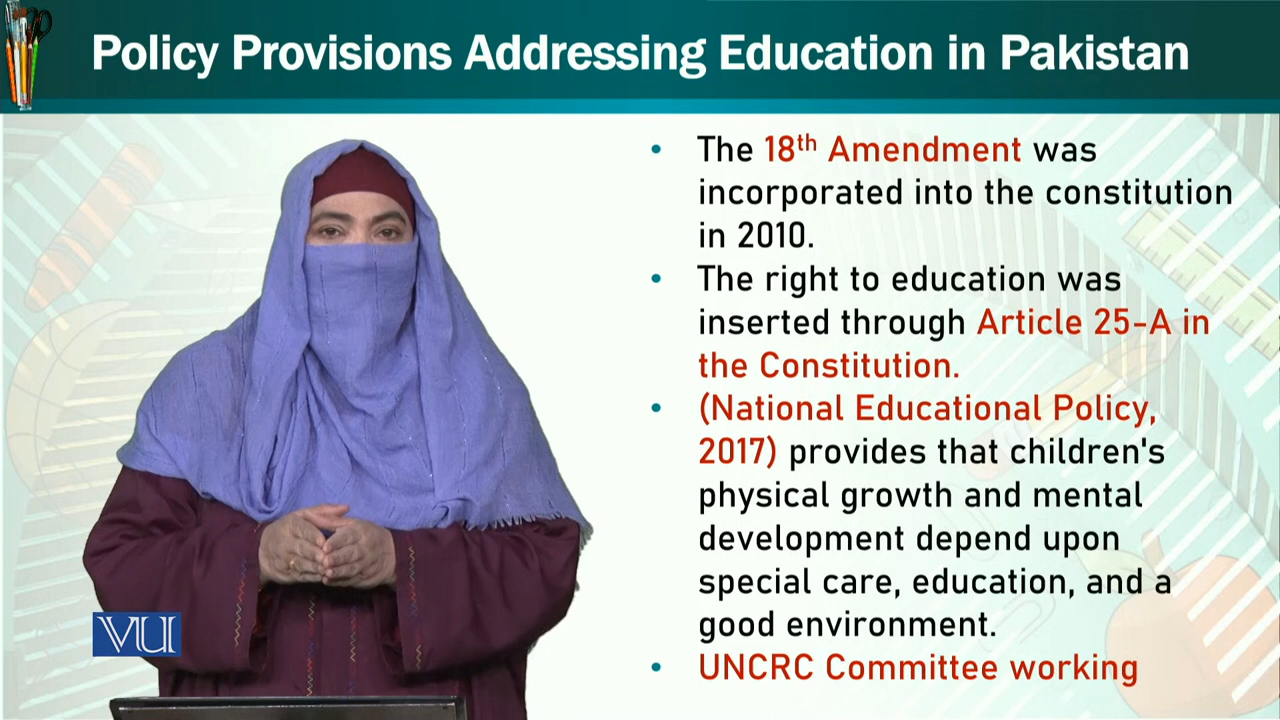 Policy Provisions Addressing Education in Pakistan
• The 18th Amendment was
incorporated into the constitution
in 2010.
• The right to education was
inserted through Article 25-A in
the Constitution.
• (National Educational Policy,
2017) provides that children's
physical growth and mental
development depend upon
special care, education, and a
good environment.
• UNCRC Committee working
VU